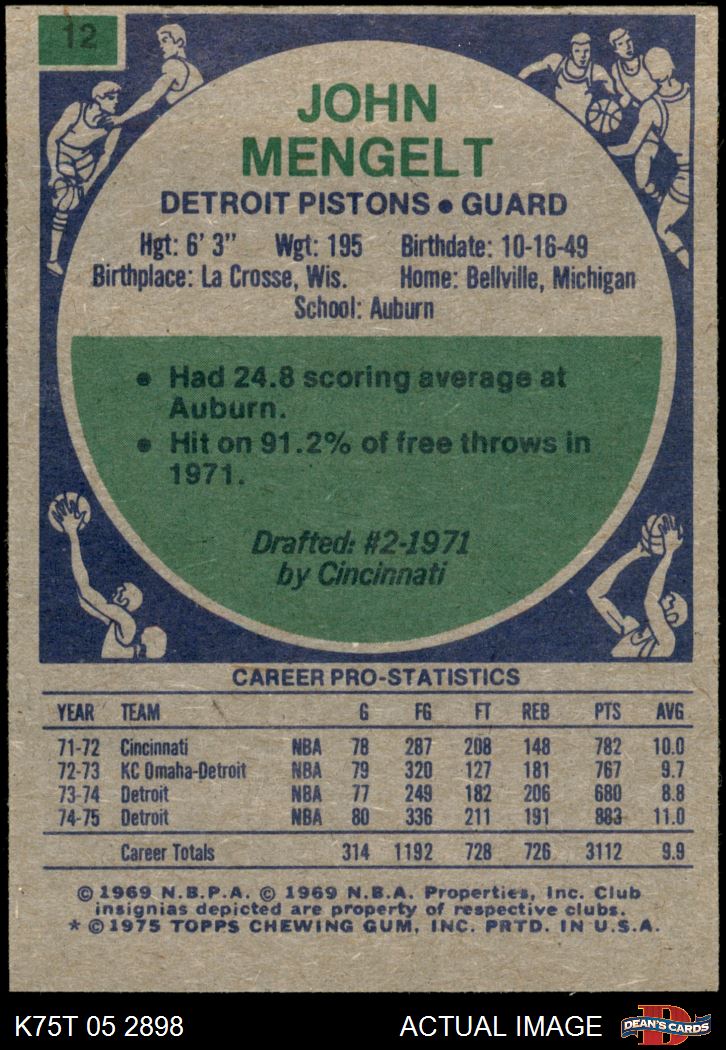 12
JOHN
MENGELT
DETROIT PISTONS • GUARD
Hgt: 6' 3" Wgt: 195 Birthdate: 10-16-49
Birthplace: La Crosse, Wis. Home: Bellville, Michigan
School: Auburn
• Had 24.8 scoring average at
Auburn.
• Hit on 91.2% of free throws in
1971.
Drafted: #2-1971
by Cincinnati
CAREER PRO-STATISTICS
YEAR TEAM G FG FT REB PTS AVG
71-72 Cincinnati NBA 78 287 208 148 782 10.0
72-73 KC Omaha-Detroit NBA 79 320 127 181 767 9.7
73-74 Detroit NBA 77 249 182 206 680 8.8
74-75 Detroit NBA 80 336 211 191 883 11.0
Career Totals 314 1192 728 726 3112 9.9
© 1969 N.B.P.A. © 1969 N.B.A. Properties, Inc. Club
insignias depicted are property of respective clubs.
* © 1975 TOPPS CHEWING GUM, INC. PRTD. IN U.S.A.
K75T 05 2898 ACTUAL IMAGE D DEAN'S CARDS